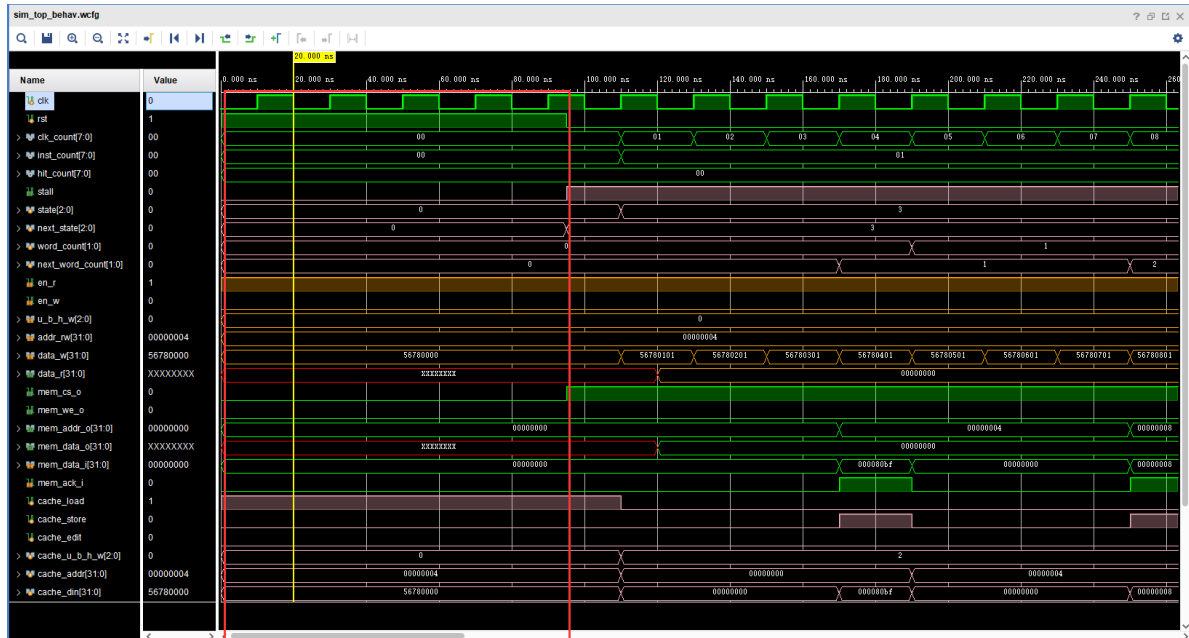 sim_top_behav.wcfg
20.000 ns
Name Value 0.000 ns 20.000 ns 40.000 ns 60.000 ns 80.000 ns 100.000 ns 120.000 ns 140.000 ns 160.000 ns 180.000 ns 200.000 ns 220.000 ns 240.000 ns 260
clk 0
rst 1
clk_count[7:0] 00 00 01 02 03 04 05 06 07 08
inst_count[7:0] 00 00 01
hit_count[7:0] 00 00
stall 0
state[2:0] 0 0 3
next_state[2:0] 0 0 3
word_count[1:0] 0 0 1
next_word_count[1:0] 0 0 1 2
en_r 1
en_w 0
u_b_h_w[2:0] 0 0
addr_rw[31:0] 00000004 00000004
data_w[31:0] 56780000 56780000 56780101 56780201 56780301 56780401 56780501 56780601 56780701 56780801
data_r[31:0] XXXXXXXX XXXXXXXX 00000000
mem_cs_o 0
mem_we_o 0
mem_addr_o[31:0] 00000000 00000000 00000004 00000008
mem_data_o[31:0] XXXXXXXX XXXXXXXX 00000000
mem_data_i[31:0] 00000000 00000000 000080bf 00000000 00000008
mem_ack_i 0
cache_load 1
cache_store 0
cache_edit 0
cache_u_b_h_w[2:0] 0 0 2
cache_addr[31:0] 00000004 00000004 00000000 00000004
cache_din[31:0] 56780000 56780000 00000000 000080bf 00000000 00000008